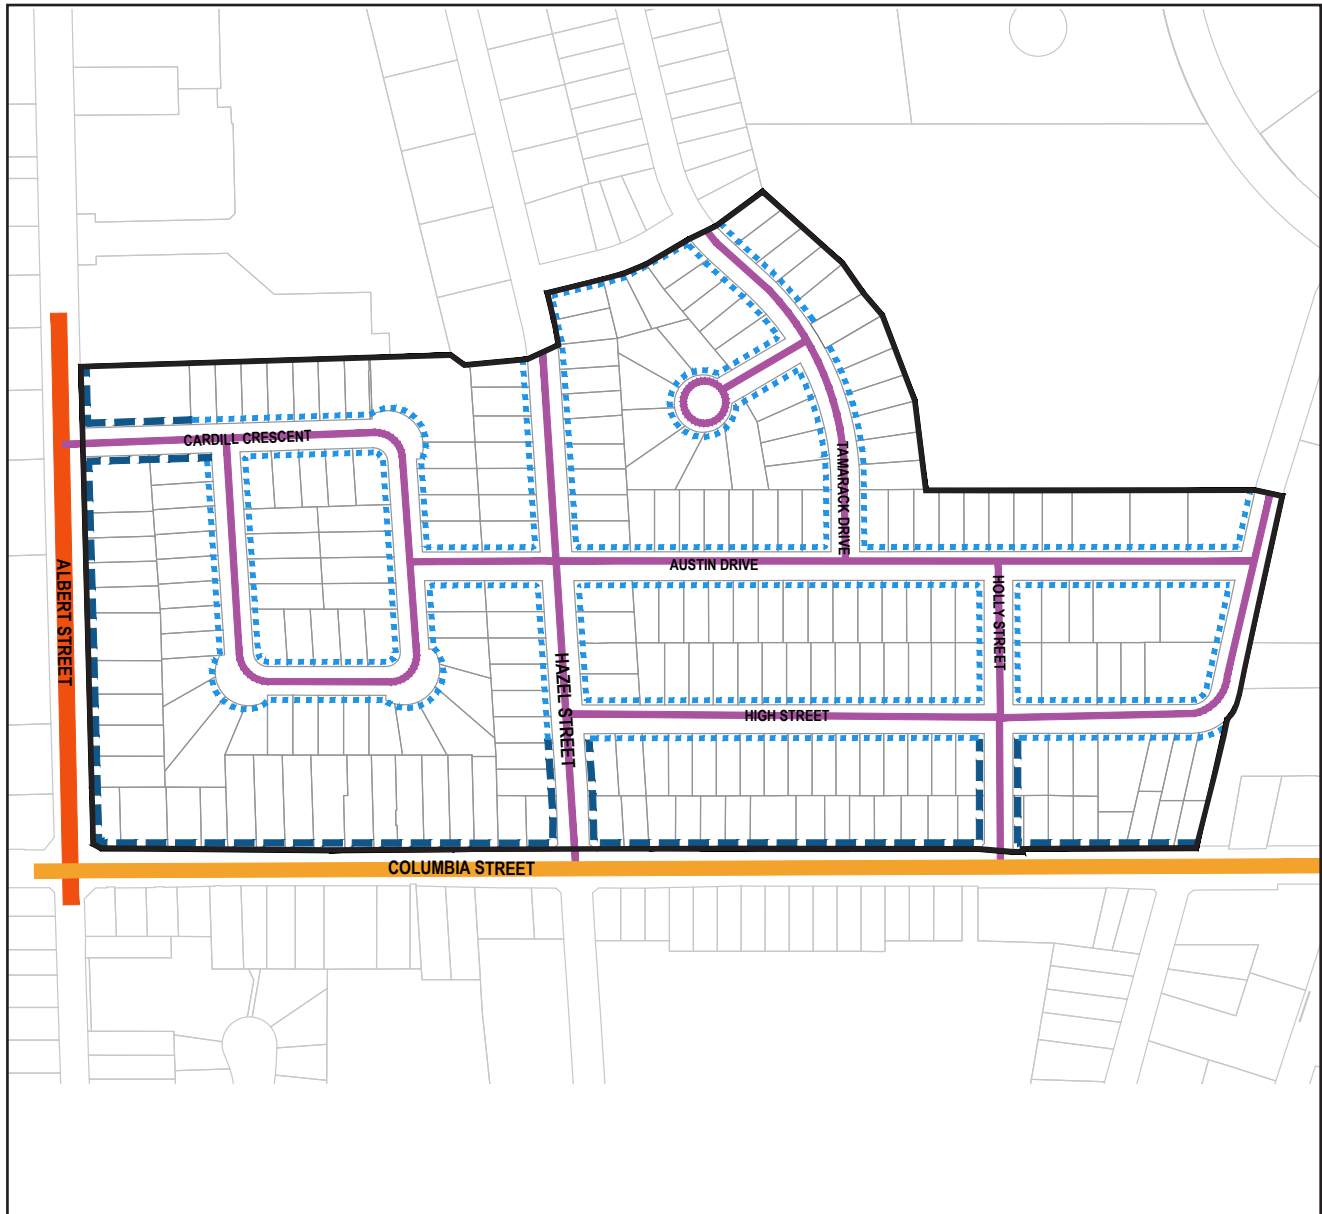 CARDILL CRESCENT
TAMARACK DRIVE
ALBERT STREET
AUSTIN DRIVE
HOLLY STREET
HAZEL STREET
HIGH STREET
COLUMBIA STREET